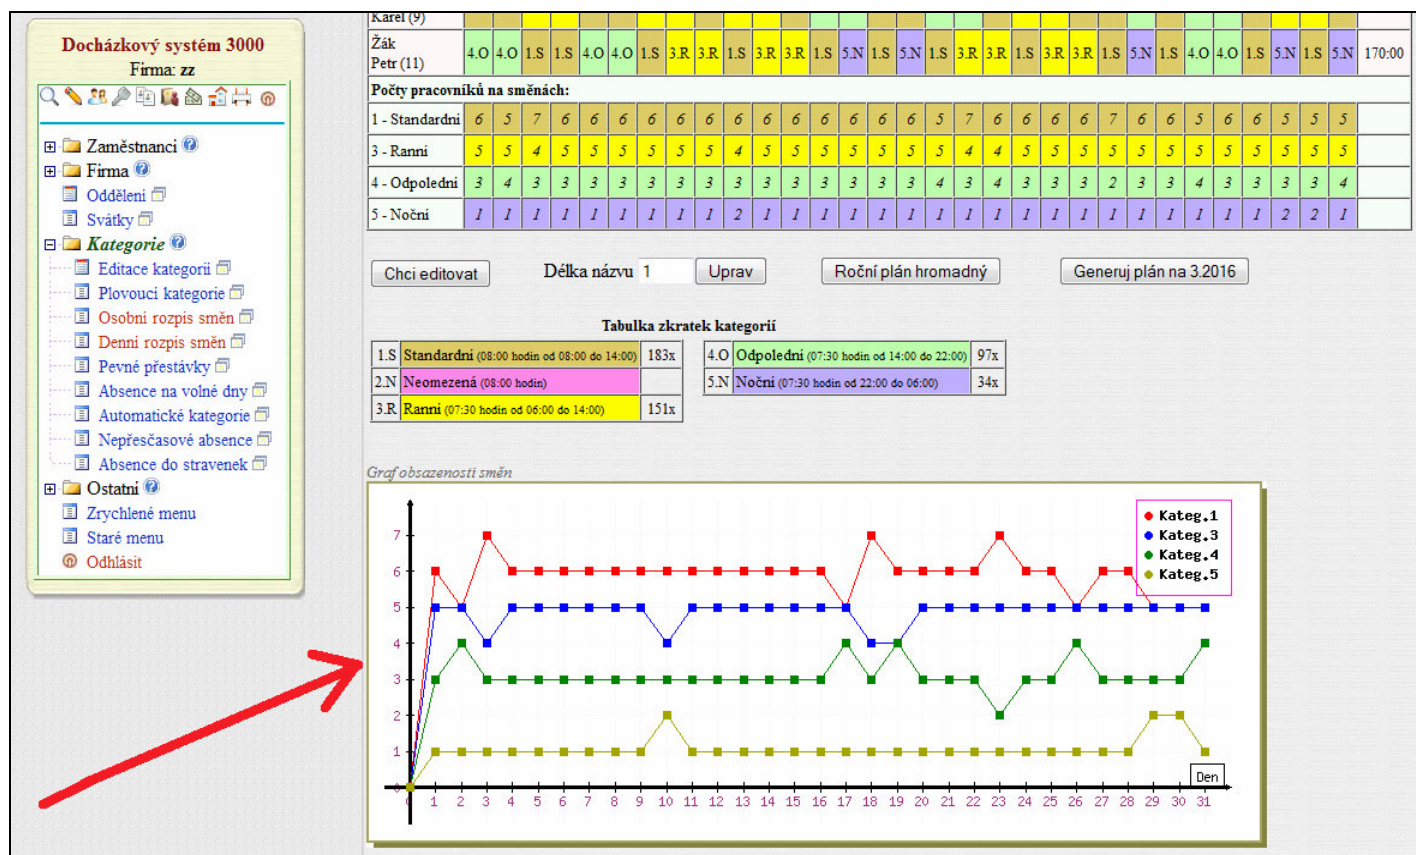 Docházkový systém 3000
Firma: zz
Zaměstnanci
Firma
Oddělení
Svátky
Kategorie
Editace kategorií
Plovoucí kategorie
Osobní rozpis směn
Denní rozpis směn
Pevné přestávky
Absence na volné dny
Automatické kategorie
Nepřesčasové absence
Absence do stravenek
Ostatní
Zrychlené menu
Staré menu
Odhlásit
Karel (9)
Žák
Petr (11) 4.O 4.O 1.S 1.S 4.O 4.O 1.S 3.R 3.R 1.S 3.R 3.R 1.S 5.N 1.S 5.N 1.S 3.R 3.R 1.S 3.R 3.R 1.S 5.N 1.S 4.O 4.O 1.S 5.N 1.S 5.N 170:00
Počty pracovníků na směnách:
1 - Standardní 6 5 7 6 6 6 6 6 6 6 6 6 6 6 6 6 5 7 6 6 6 6 7 6 6 5 6 6 5 5 5
3 - Ranní 5 5 4 5 5 5 5 5 5 4 5 5 5 5 5 5 5 4 4 5 5 5 5 5 5 5 5 5 5 5 5
4 - Odpolední 3 4 3 3 3 3 3 3 3 3 3 3 3 3 3 3 4 3 4 3 3 3 2 3 3 4 3 3 3 3 4
5 - Noční 1 1 1 1 1 1 1 1 1 2 1 1 1 1 1 1 1 1 1 1 1 1 1 1 1 1 1 1 2 2 1
Chci editovat Délka názvu 1 Uprav Roční plán hromadný Generuj plán na 3.2016
Tabulka zkratek kategorií
1.S Standardní (08:00 hodin od 08:00 do 14:00) 183x 4.O Odpolední (07:30 hodin od 14:00 do 22:00) 97x
2.N Neomezená (08:00 hodin) 5.N Noční (07:30 hodin od 22:00 do 06:00) 34x
3.R Ranní (07:30 hodin od 06:00 do 14:00) 151x
Graf obsazenosti směn
Kateg.1
Kateg.3
Kateg.4
Kateg.5
7
6
5
4
3
2
1
0
Den
0 1 2 3 4 5 6 7 8 9 10 11 12 13 14 15 16 17 18 19 20 21 22 23 24 25 26 27 28 29 30 31